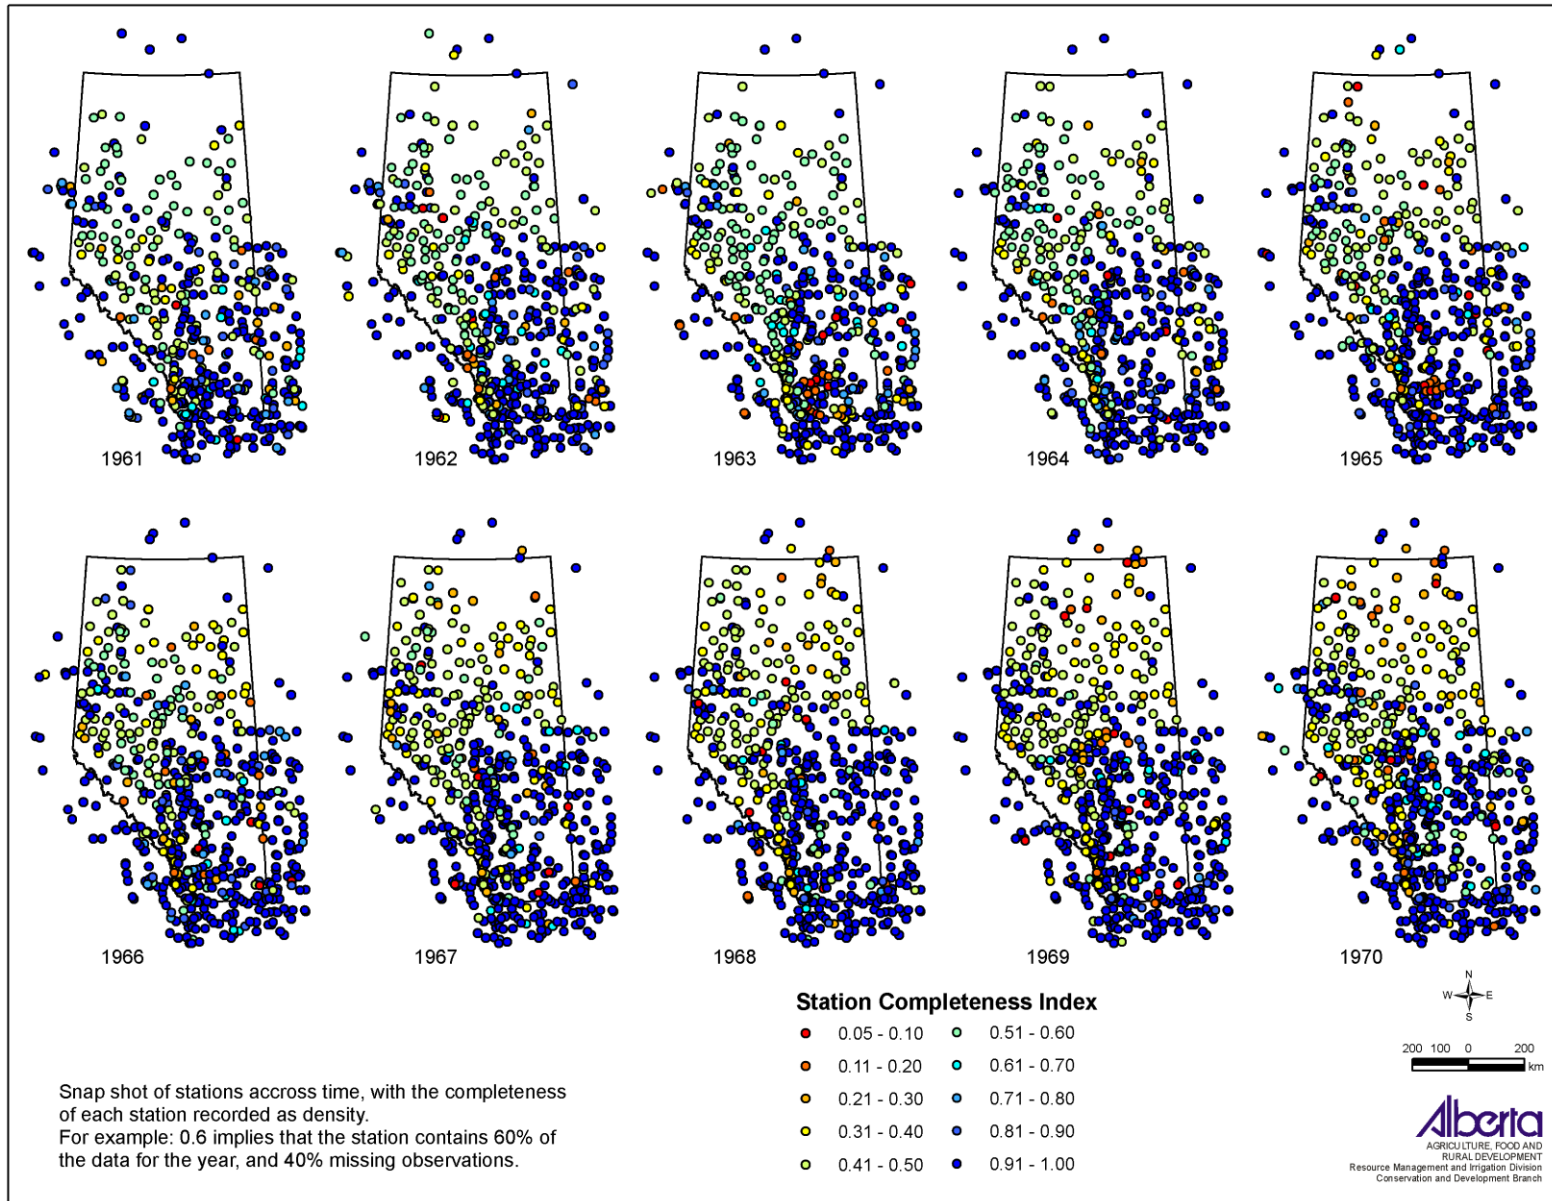 1961
1962
1963
1964
1965
1966
1967
1968
1969
1970
Station Completeness Index
0.05 - 0.10
0.51 - 0.60
0.11 - 0.20
0.61 - 0.70
0.21 - 0.30
0.71 - 0.80
0.31 - 0.40
0.81 - 0.90
0.41 - 0.50
0.91 - 1.00
Snap shot of stations accross time, with the completeness
of each station recorded as density.
For example: 0.6 implies that the station contains 60% of
the data for the year, and 40% missing observations.
N
W E
S
200 100 0 200
km
Alberta
AGRICULTURE, FOOD AND
RURAL DEVELOPMENT
Resource Management and Irrigation Division
Conservation and Development Branch